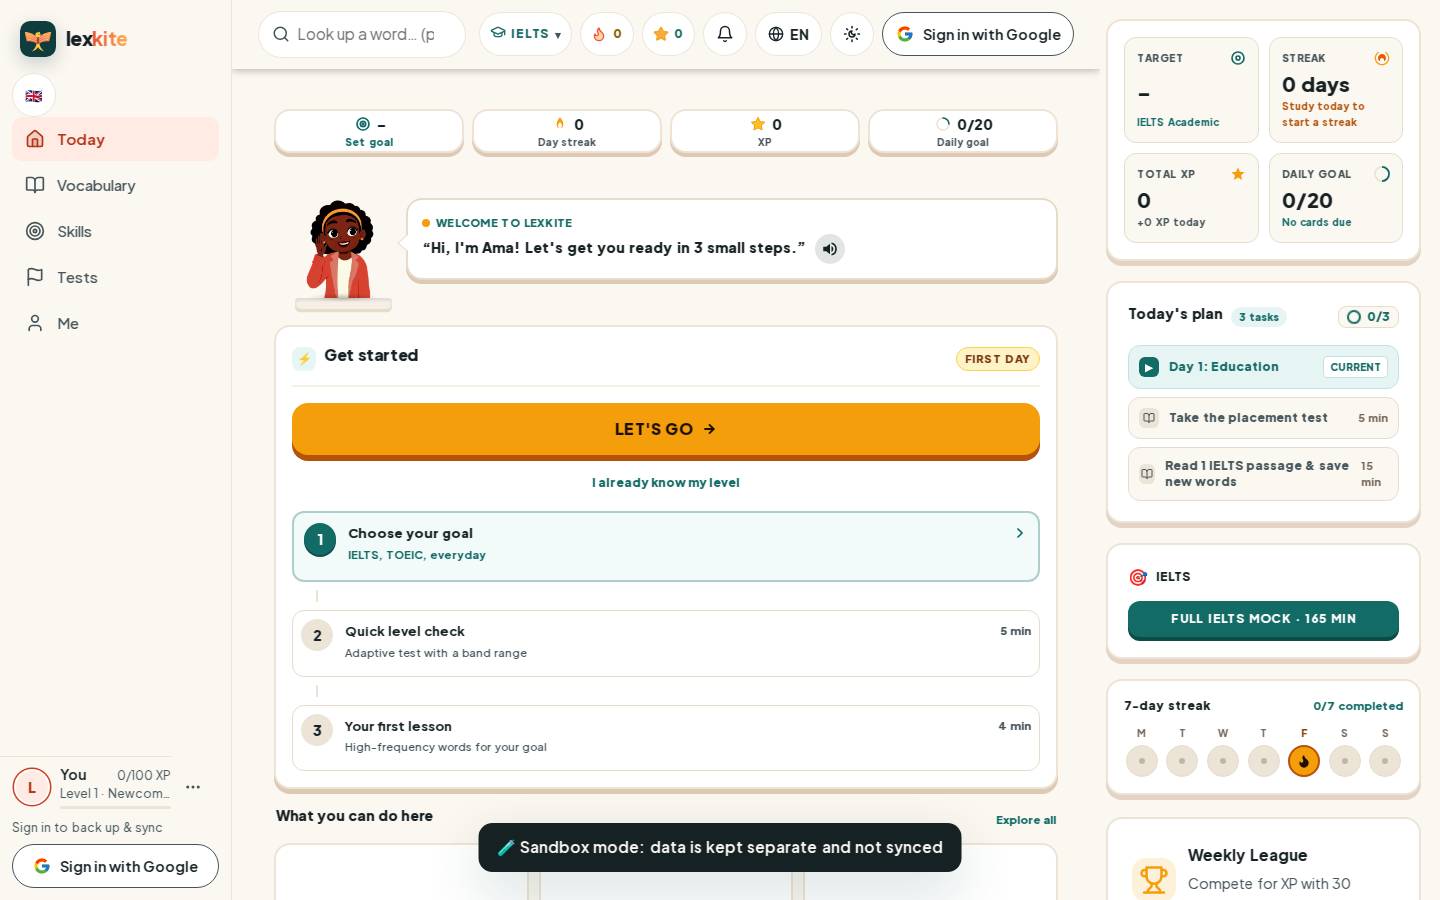 lexkite
Today
Vocabulary
Skills
Tests
Me
You
0/100 XP
Level 1 · Newcom...
Sign in to back up & sync
Sign in with Google
Look up a word... (p
IELTS
0
0
EN
Sign in with Google
–
Set goal
0
Day streak
0
XP
0/20
Daily goal
WELCOME TO LEXKITE
“Hi, I'm Ama! Let's get you ready in 3 small steps.”
Get started
FIRST DAY
LET'S GO →
I already know my level
1
Choose your goal
IELTS, TOEIC, everyday
2
Quick level check
5 min
Adaptive test with a band range
3
Your first lesson
4 min
High-frequency words for your goal
What you can do here
Explore all
Sandbox mode: data is kept separate and not synced
TARGET
–
IELTS Academic
STREAK
0 days
Study today to
start a streak
TOTAL XP
0
+0 XP today
DAILY GOAL
0/20
No cards due
Today's plan
3 tasks
0/3
Day 1: Education
CURRENT
Take the placement test
5 min
Read 1 IELTS passage & save
new words
15
min
IELTS
FULL IELTS MOCK · 165 MIN
7-day streak
0/7 completed
M T W T F S S
Weekly League
Compete for XP with 30
L